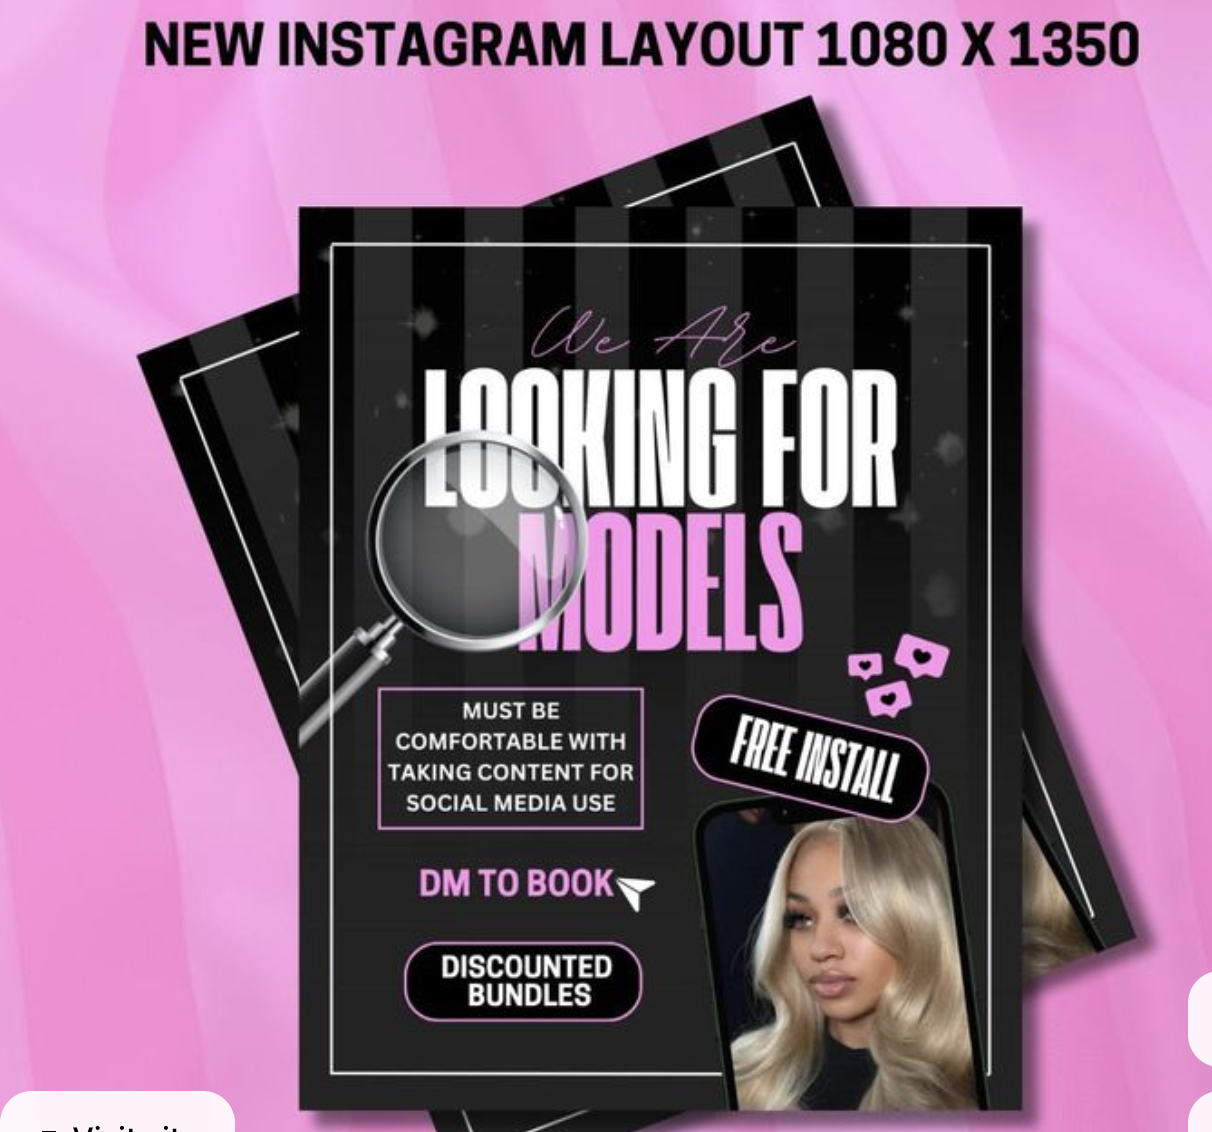 NEW INSTAGRAM LAYOUT 1080 X 1350
We Are
LOOKING FOR
MODELS
MUST BE
COMFORTABLE WITH
TAKING CONTENT FOR
SOCIAL MEDIA USE
FREE INSTALL
DM TO BOOK
DISCOUNTED
BUNDLES